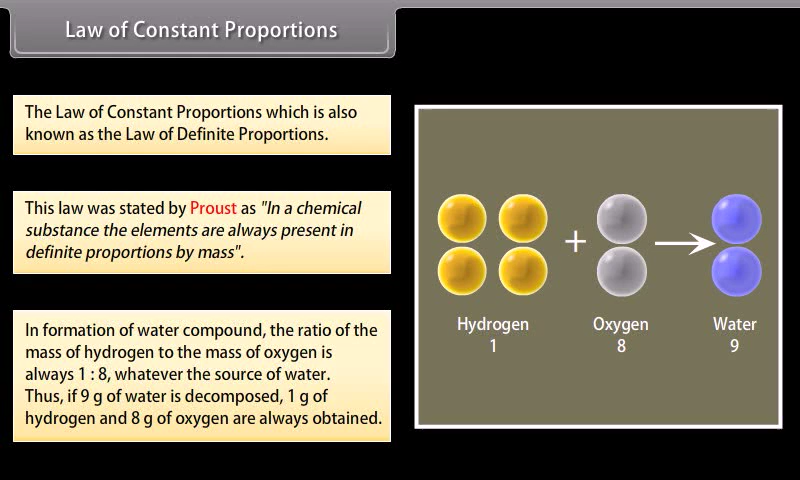 Law of Constant Proportions
The Law of Constant Proportions which is also
known as the Law of Definite Proportions.
This law was stated by Proust as "In a chemical
substance the elements are always present in
definite proportions by mass".
In formation of water compound, the ratio of the
mass of hydrogen to the mass of oxygen is
always 1 : 8, whatever the source of water.
Thus, if 9 g of water is decomposed, 1 g of
hydrogen and 8 g of oxygen are always obtained.
+
Hydrogen Oxygen Water
1 8 9